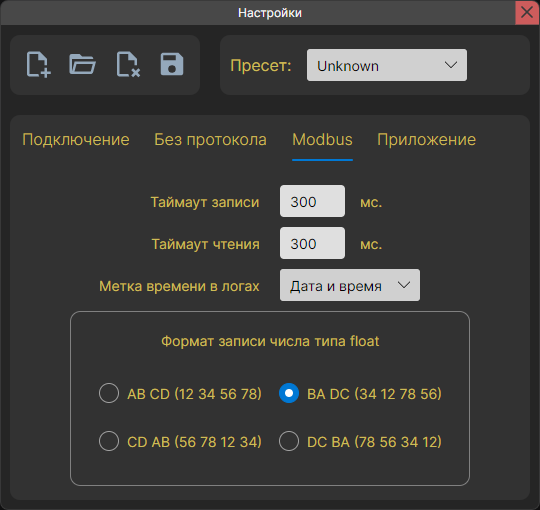 Настройки
Пресет: Unknown
Подключение Без протокола Modbus Приложение
Таймаут записи 300 мс.
Таймаут чтения 300 мс.
Метка времени в логах Дата и время
Формат записи числа типа float
AB CD (12 34 56 78) BA DC (34 12 78 56)
CD AB (56 78 12 34) DC BA (78 56 34 12)